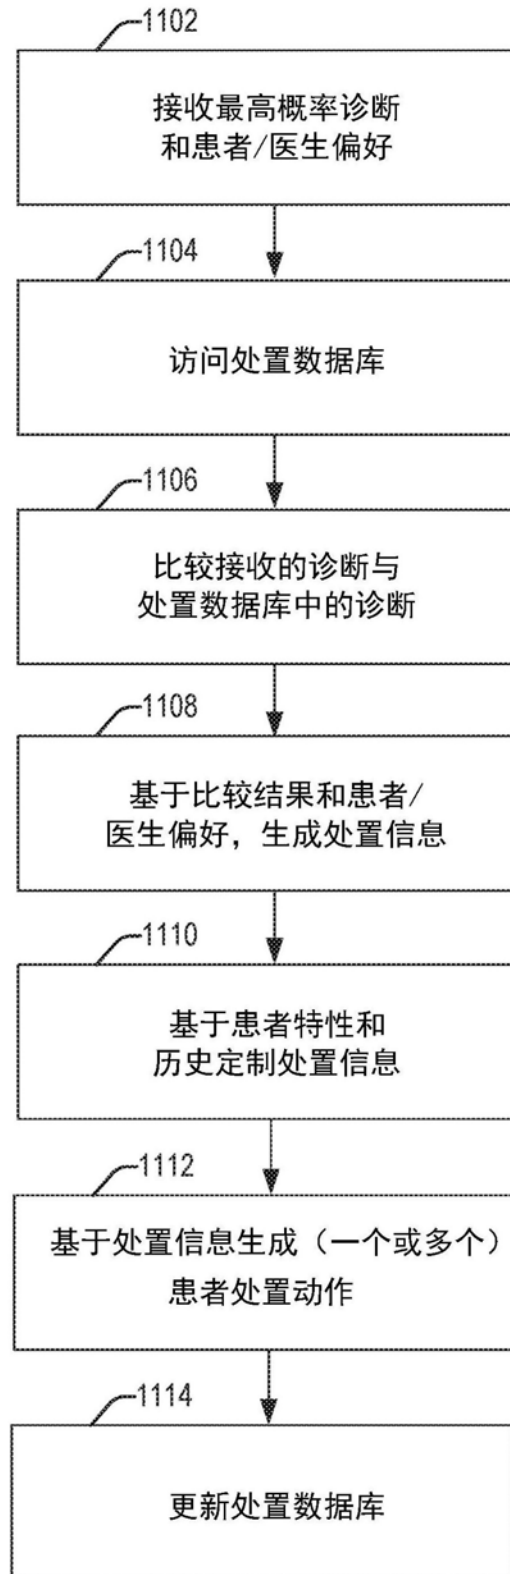 1102
接收最高概率诊断
和患者/医生偏好
1104
访问处置数据库
1106
比较接收的诊断与
处置数据库中的诊断
1108
基于比较结果和患者/
医生偏好，生成处置信息
1110
基于患者特性和
历史定制处置信息
1112
基于处置信息生成（一个或多个）
患者处置动作
1114
更新处置数据库